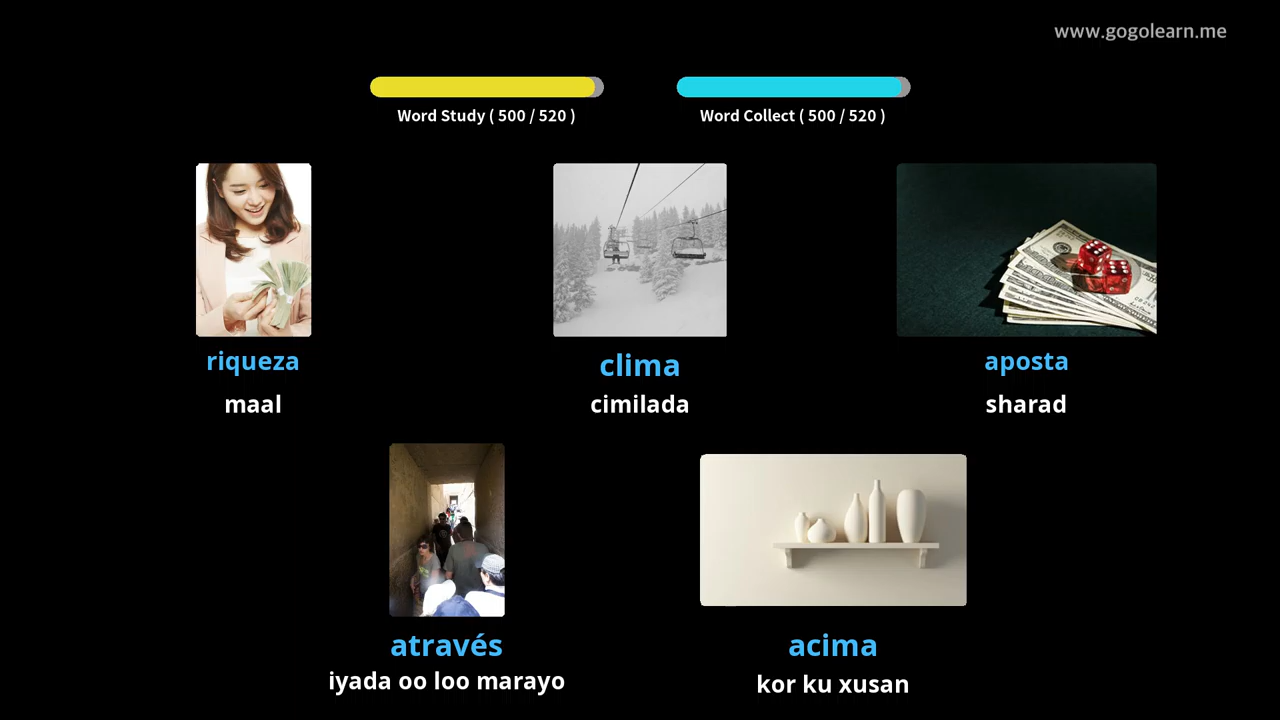 www.gogolearn.me
Word Study ( 500 / 520 )
Word Collect ( 500 / 520 )
riqueza
maal
clima
cimilada
aposta
sharad
através
iyada oo loo marayo
acima
kor ku xusan